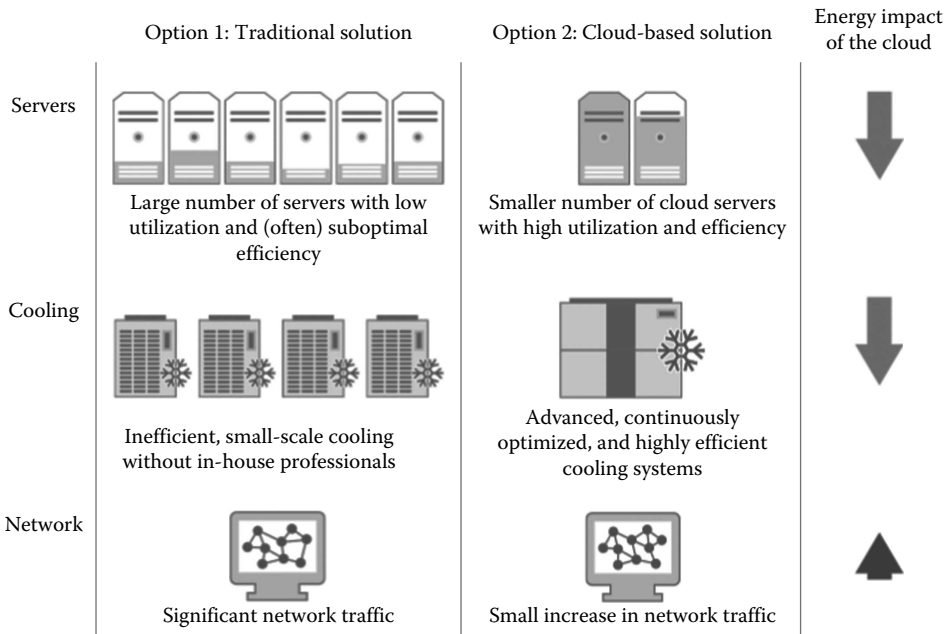 Option 1: Traditional solution
Option 2: Cloud-based solution
Energy impact
of the cloud
Servers
Large number of servers with low
utilization and (often) suboptimal
efficiency
Smaller number of cloud servers
with high utilization and efficiency
Cooling
Inefficient, small-scale cooling
without in-house professionals
Advanced, continuously
optimized, and highly efficient
cooling systems
Network
Significant network traffic
Small increase in network traffic